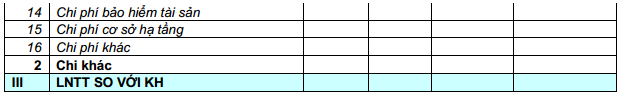 14 Chi phí bảo hiểm tài sản
15 Chi phí cơ sở hạ tầng
16 Chi phí khác
2 Chi khác
III LNTT SO VỚI KH